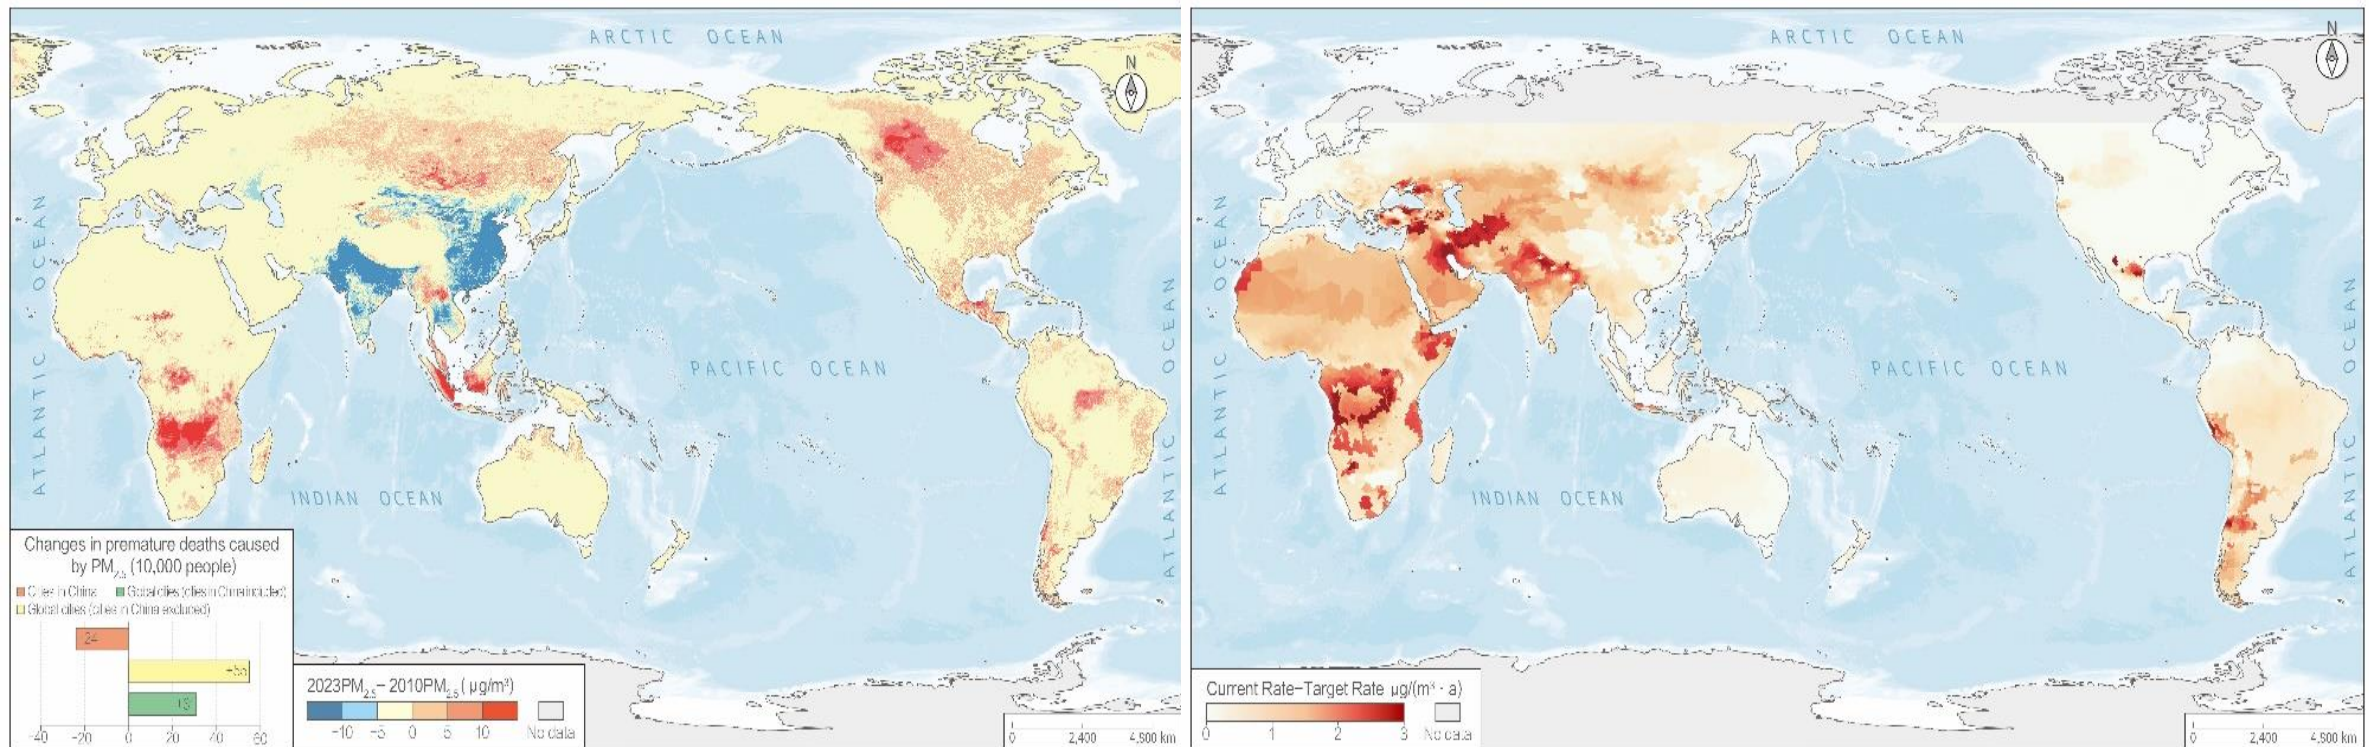 ARCTIC OCEAN
N
ATLANTIC OCEAN
PACIFIC OCEAN
ATLANTIC OCEAN
INDIAN OCEAN
Changes in premature deaths caused
by PM2.5 (10,000 people)
Cities in China Global cities (cities in China included)
Global cities (cities in China excluded)
-40 -20 0 20 40 60
2023PM2.5−2010PM2.5 (μg/m³)
−10 −5 0 5 10 No data
0 2,400 4,800 km
ARCTIC OCEAN
N
ATLANTIC OCEAN
PACIFIC OCEAN
ATLANTIC OCEAN
INDIAN OCEAN
Current Rate−Target Rate μg/(m³ · a)
0 1 2 3 No data
0 2,400 4,800 km